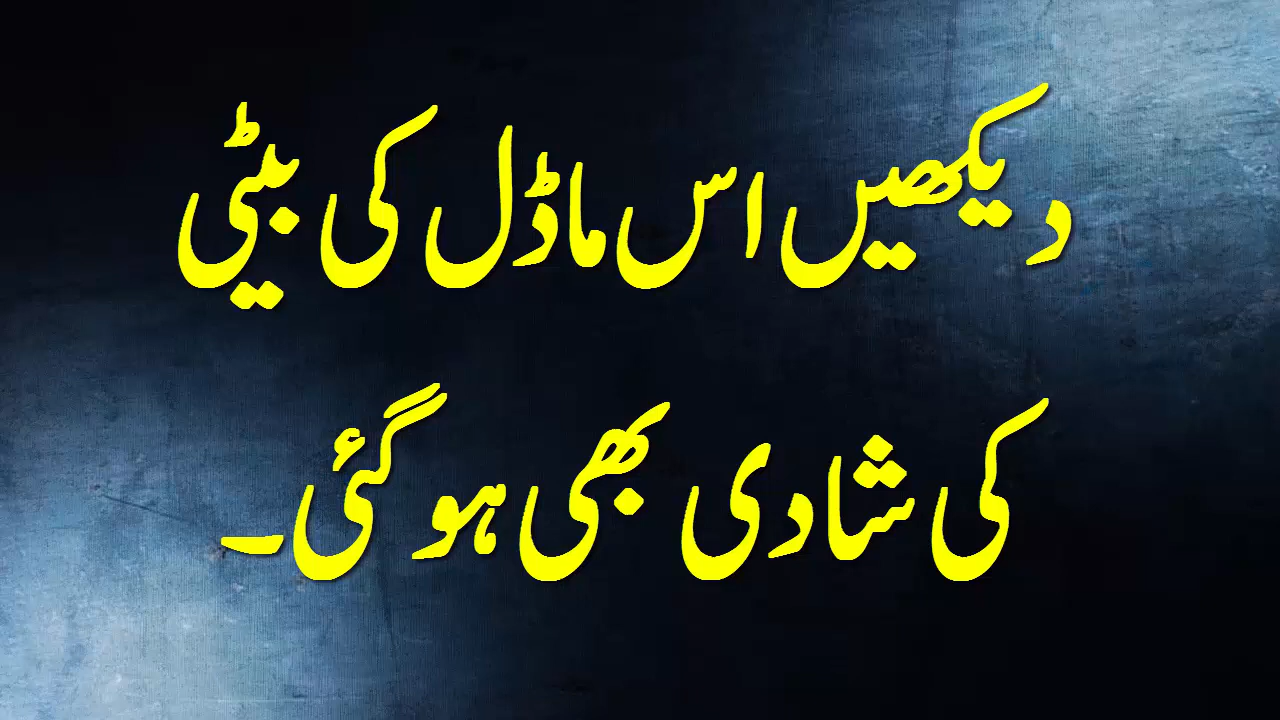 دیکھیں اس ماڈل کی بیٹی
کی شادی بھی ہو گئی۔